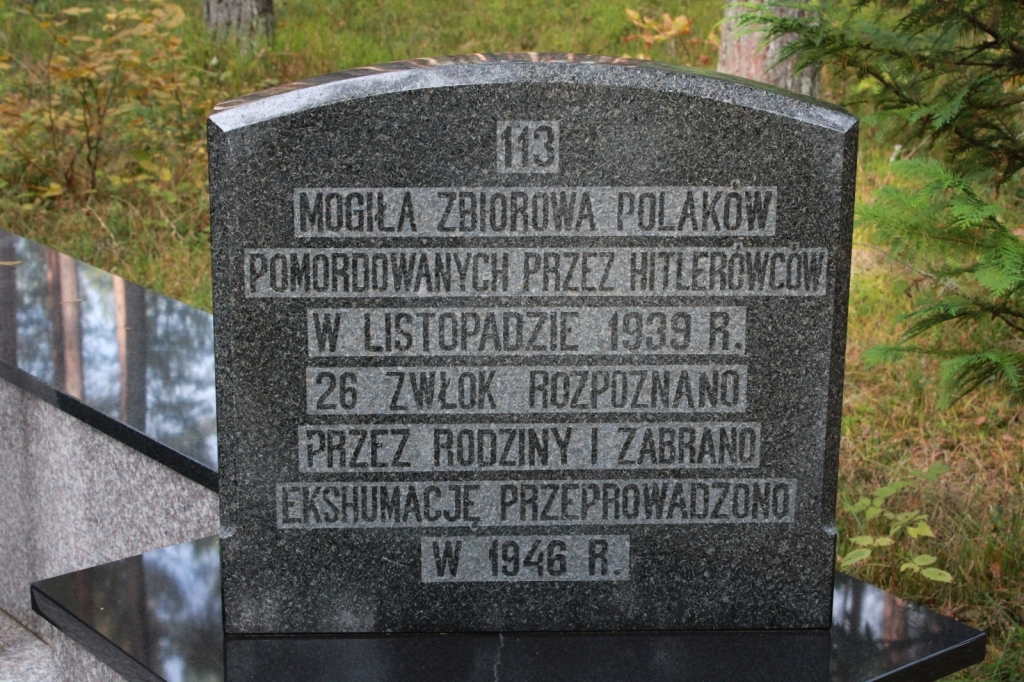 113
MOGIŁA ZBIOROWA POLAKÓW
POMORDOWANYCH PRZEZ HITLERÓWCÓW
W LISTOPADZIE 1939 R.
26 ZWŁOK ROZPOZNANO
PRZEZ RODZINY I ZABRANO
EKSHUMACJĘ PRZEPROWADZONO
W 1946 R.